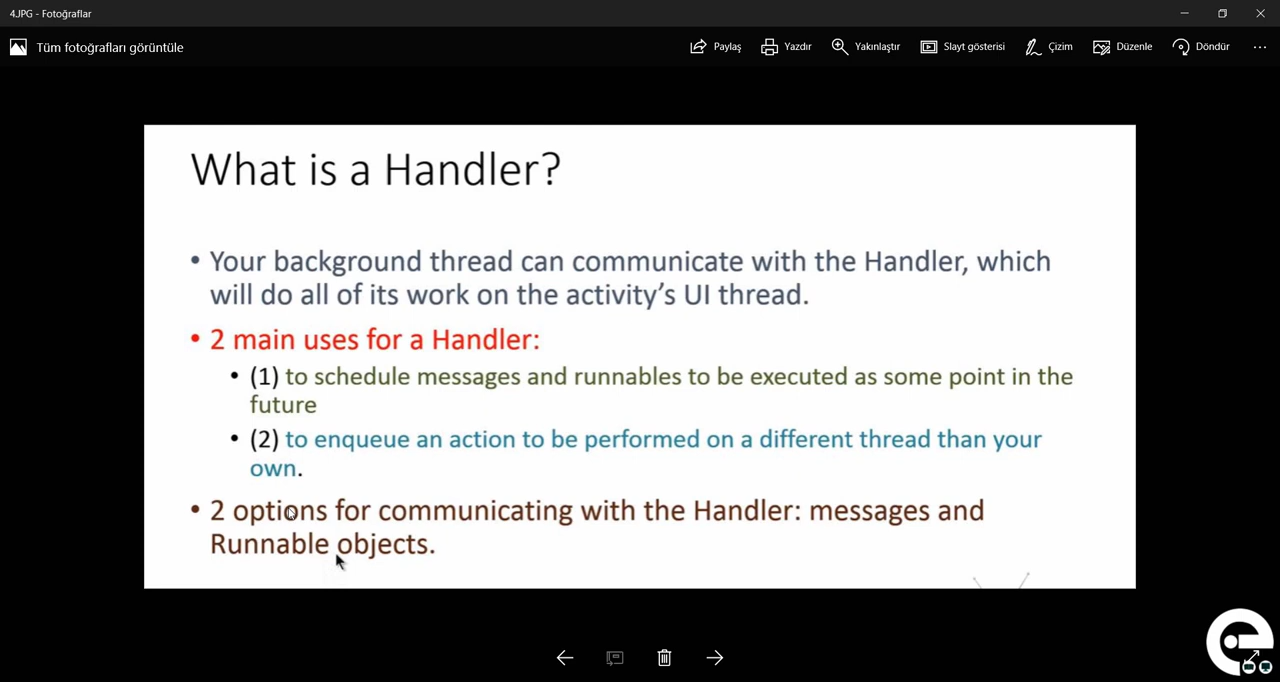 4.JPG - Fotoğraflar
Tüm fotoğrafları görüntüle
Paylaş
Yazdır
Yakınlaştır
Slayt gösterisi
Çizim
Düzenle
Döndür
What is a Handler?
• Your background thread can communicate with the Handler, which
will do all of its work on the activity's UI thread.
• 2 main uses for a Handler:
• (1) to schedule messages and runnables to be executed as some point in the
future
• (2) to enqueue an action to be performed on a different thread than your
own.
• 2 options for communicating with the Handler: messages and
Runnable objects.